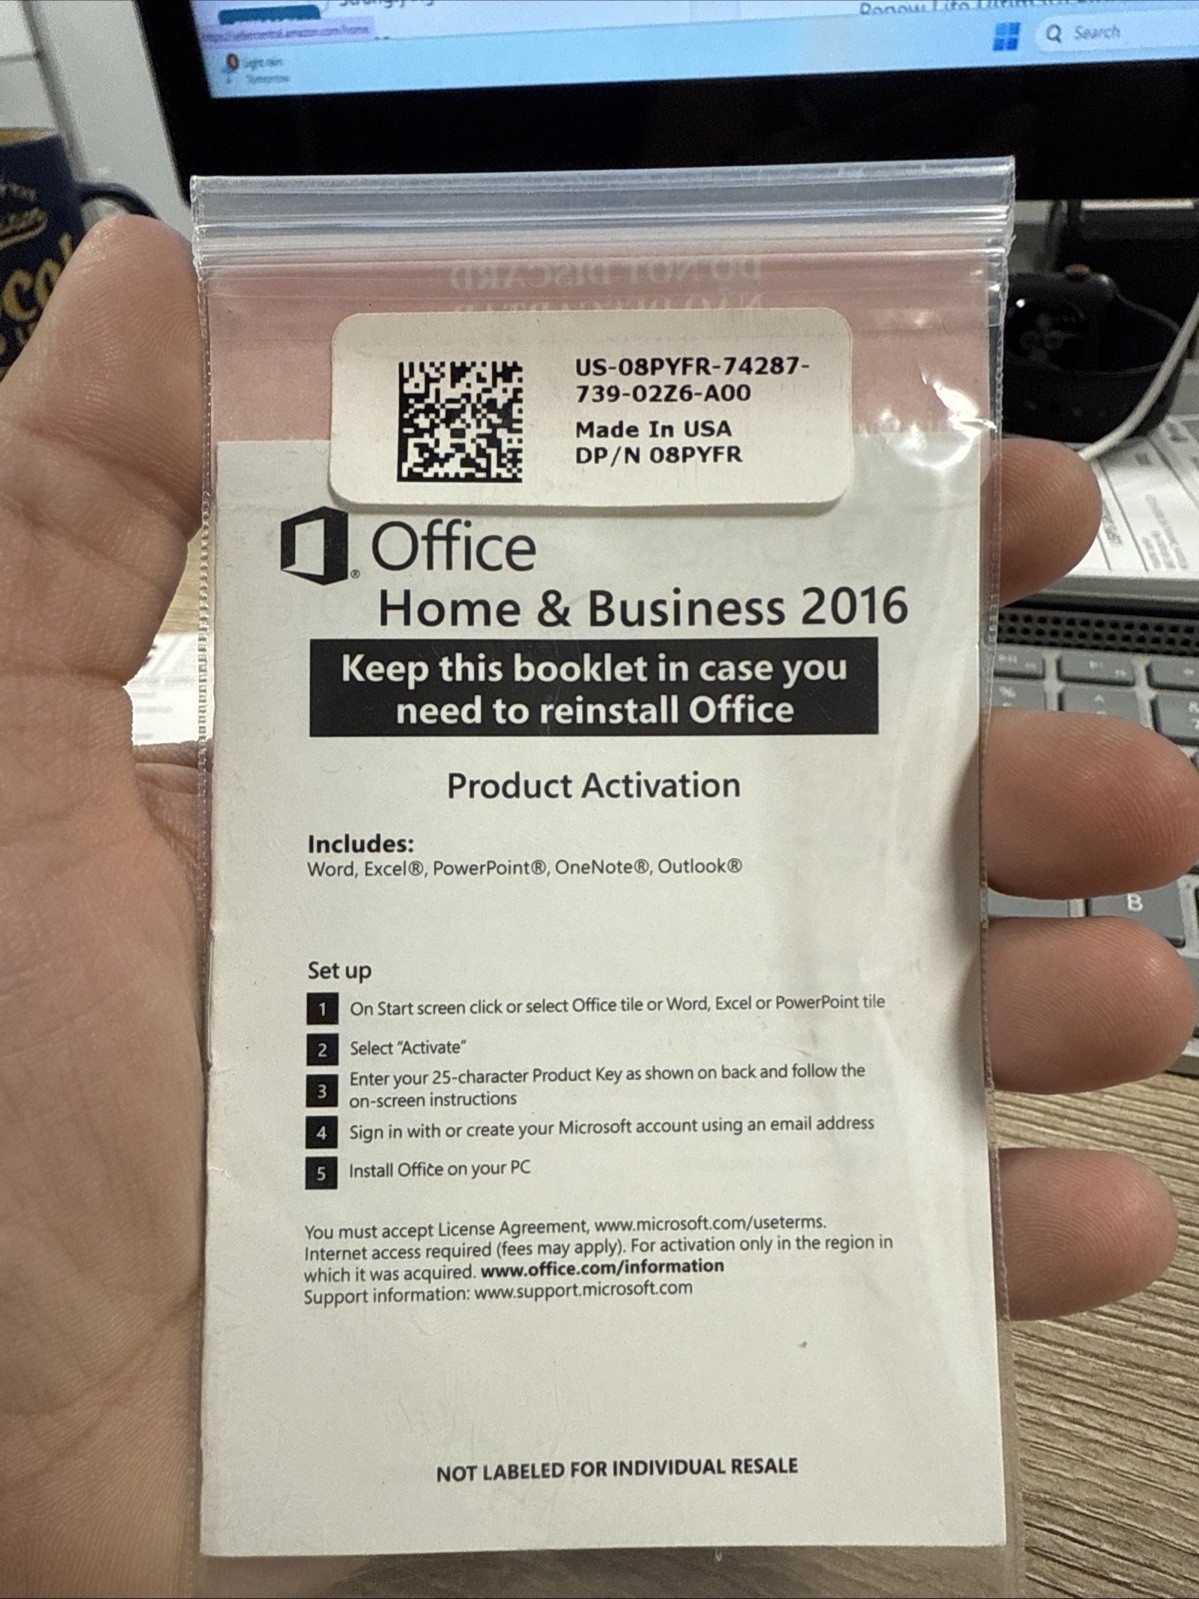 Search
Light rain
Tomorrow
DO NOT DISCARD
US-08PYFR-74287-
739-02Z6-A00
Made In USA
DP/N 08PYFR
Office
Home & Business 2016
Keep this booklet in case you
need to reinstall Office
Product Activation
Includes:
Word, Excel®, PowerPoint®, OneNote®, Outlook®
Set up
1 On Start screen click or select Office tile or Word, Excel or PowerPoint tile
2 Select "Activate"
3 Enter your 25-character Product Key as shown on back and follow the
on-screen instructions
4 Sign in with or create your Microsoft account using an email address
5 Install Office on your PC
You must accept License Agreement, www.microsoft.com/useterms.
Internet access required (fees may apply). For activation only in the region in
which it was acquired. www.office.com/information
Support information: www.support.microsoft.com
NOT LABELED FOR INDIVIDUAL RESALE
B